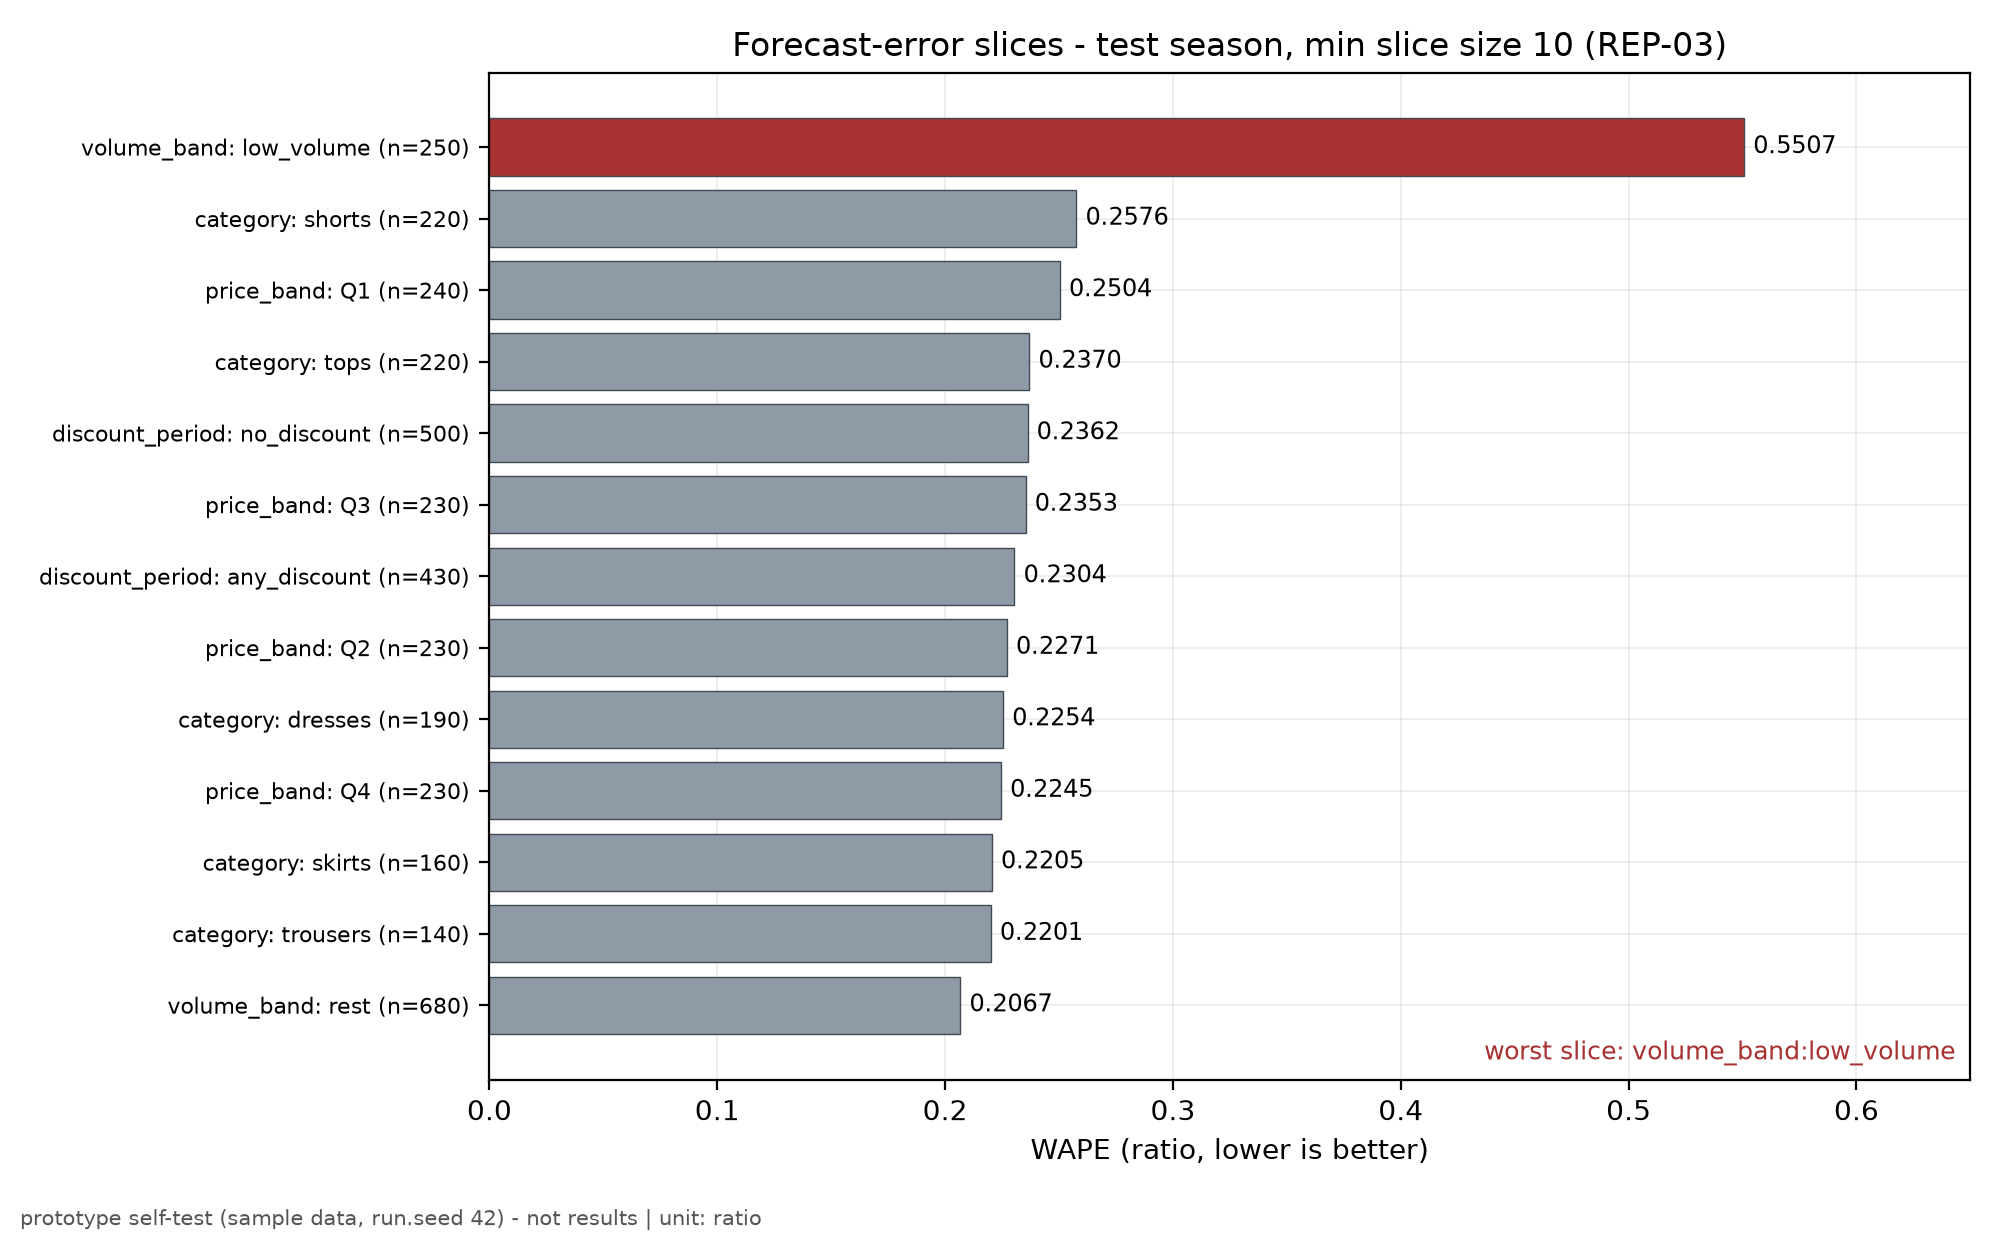 Forecast-error slices - test season, min slice size 10 (REP-03)
volume_band: low_volume (n=250) 0.5507
category: shorts (n=220) 0.2576
price_band: Q1 (n=240) 0.2504
category: tops (n=220) 0.2370
discount_period: no_discount (n=500) 0.2362
price_band: Q3 (n=230) 0.2353
discount_period: any_discount (n=430) 0.2304
price_band: Q2 (n=230) 0.2271
category: dresses (n=190) 0.2254
price_band: Q4 (n=230) 0.2245
category: skirts (n=160) 0.2205
category: trousers (n=140) 0.2201
volume_band: rest (n=680) 0.2067
worst slice: volume_band:low_volume
0.0 0.1 0.2 0.3 0.4 0.5 0.6
WAPE (ratio, lower is better)
prototype self-test (sample data, run.seed 42) - not results | unit: ratio